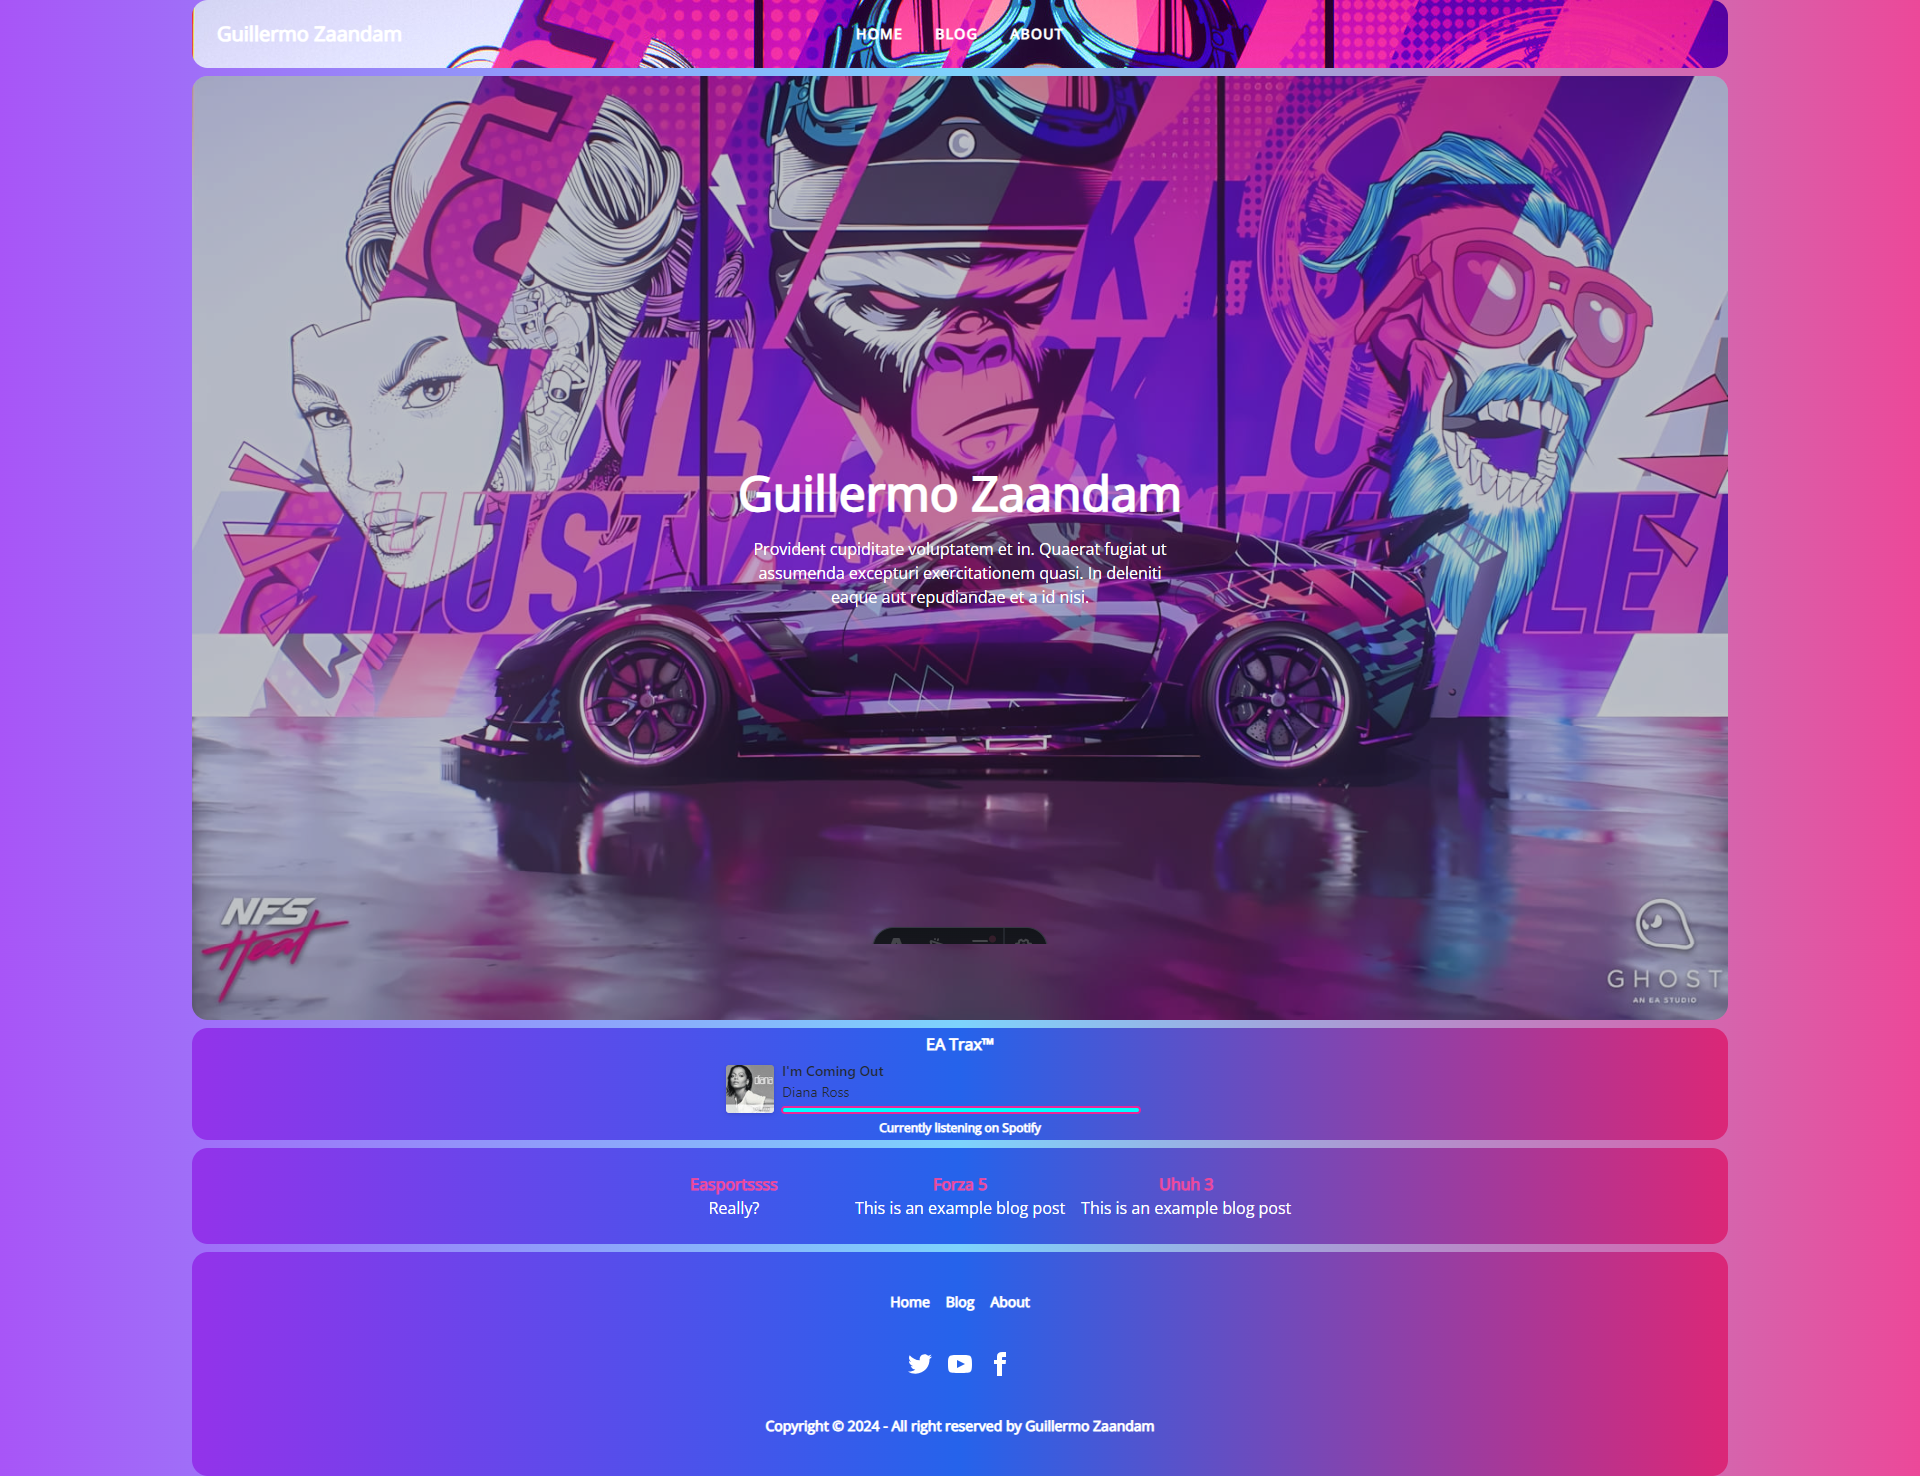 Guillermo Zaandam
HOME BLOG ABOUT
Guillermo Zaandam
Provident cupiditate voluptatem et in. Quaerat fugiat ut
assumenda excepturi exercitationem quasi. In deleniti
eaque aut repudiandae et a id nisi.
NFS
Heat
GHOST
AN EA STUDIO
EA Trax™
diana
I'm Coming Out
Diana Ross
Currently listening on Spotify
Easportssss Forza 5 Uhuh 3
Really? This is an example blog post This is an example blog post
Home Blog About
Copyright © 2024 - All right reserved by Guillermo Zaandam